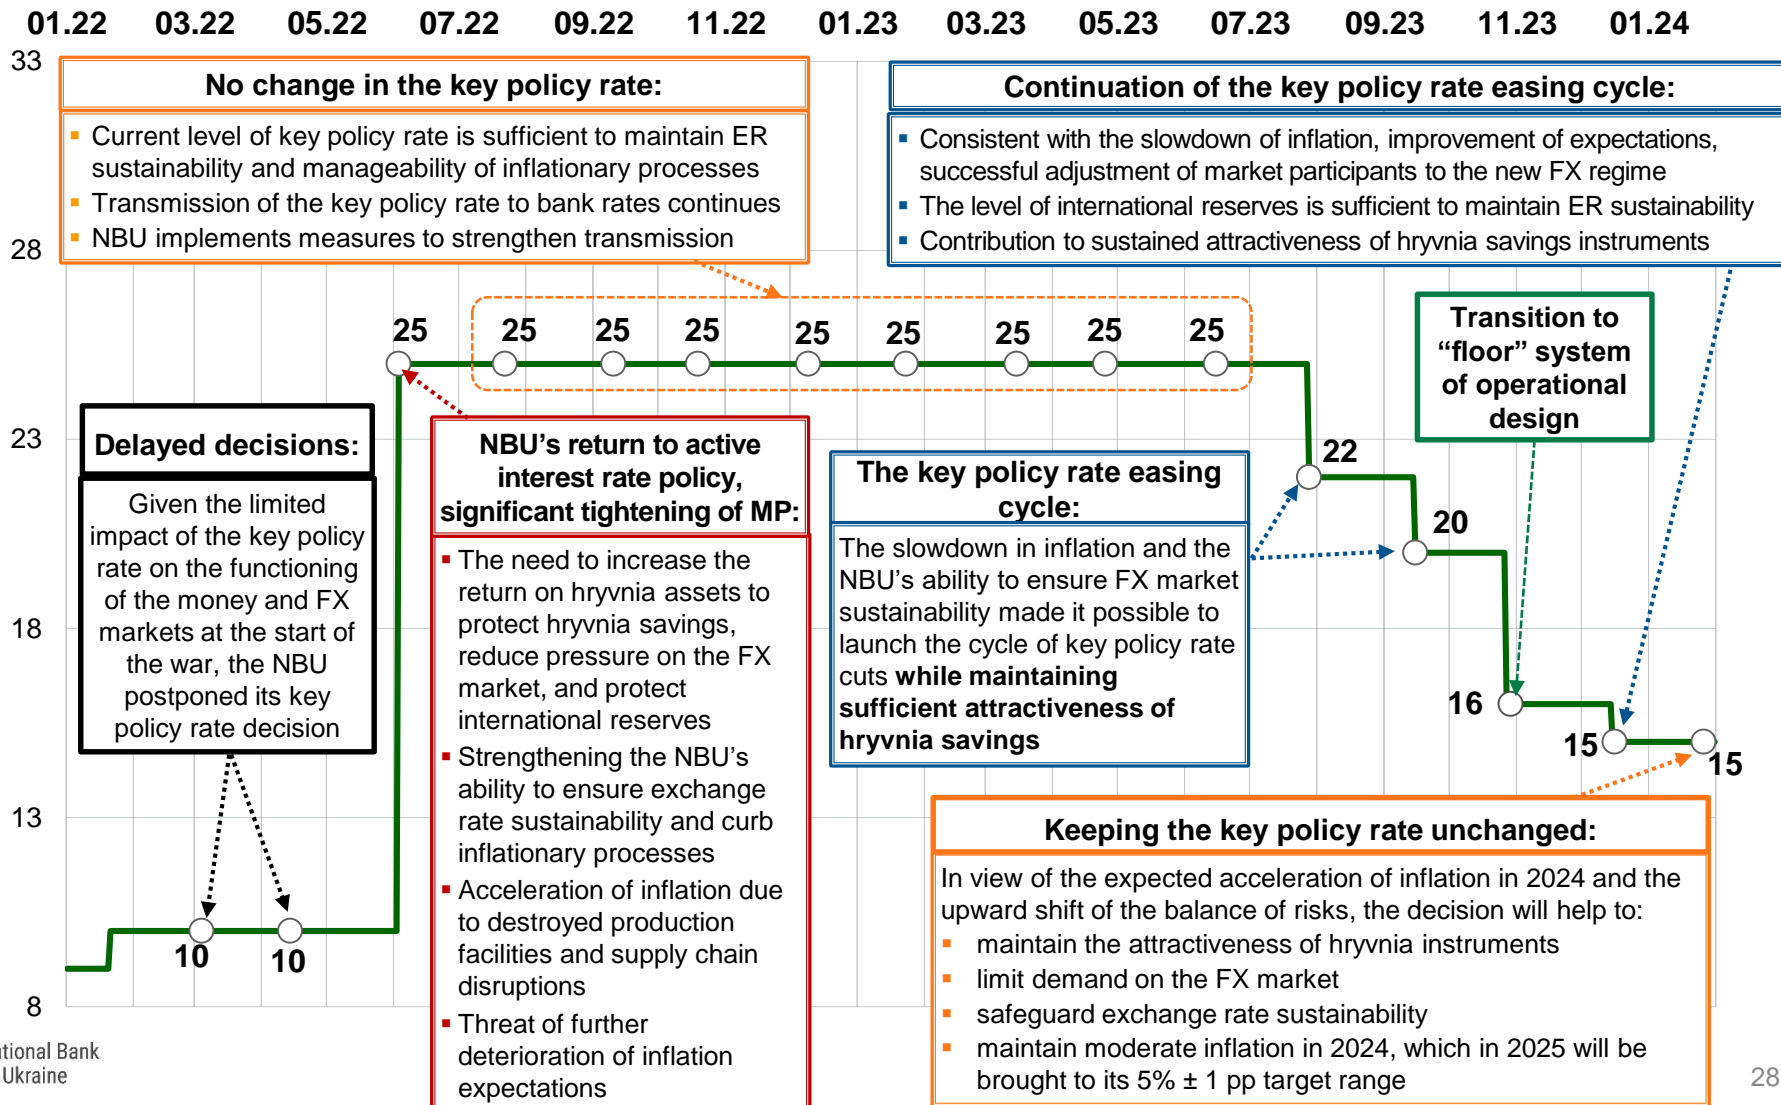 01.22 03.22 05.22 07.22 09.22 11.22 01.23 03.23 05.23 07.23 09.23 11.23 01.24
33
28
23
18
13
8
No change in the key policy rate:
▪ Current level of key policy rate is sufficient to maintain ER
sustainability and manageability of inflationary processes
▪ Transmission of the key policy rate to bank rates continues
▪ NBU implements measures to strengthen transmission
Continuation of the key policy rate easing cycle:
▪ Consistent with the slowdown of inflation, improvement of expectations,
successful adjustment of market participants to the new FX regime
▪ The level of international reserves is sufficient to maintain ER sustainability
▪ Contribution to sustained attractiveness of hryvnia savings instruments
25 25 25 25 25 25 25 25 25
Transition to
“floor” system
of operational
design
Delayed decisions:
Given the limited
impact of the key policy
rate on the functioning
of the money and FX
markets at the start of
the war, the NBU
postponed its key
policy rate decision
10 10
NBU’s return to active
interest rate policy,
significant tightening of MP:
▪ The need to increase the
return on hryvnia assets to
protect hryvnia savings,
reduce pressure on the FX
market, and protect
international reserves
▪ Strengthening the NBU’s
ability to ensure exchange
rate sustainability and curb
inflationary processes
▪ Acceleration of inflation due
to destroyed production
facilities and supply chain
disruptions
▪ Threat of further
deterioration of inflation
expectations
The key policy rate easing
cycle:
The slowdown in inflation and the
NBU’s ability to ensure FX market
sustainability made it possible to
launch the cycle of key policy rate
cuts while maintaining
sufficient attractiveness of
hryvnia savings
22
20
16
15
15
Keeping the key policy rate unchanged:
In view of the expected acceleration of inflation in 2024 and the
upward shift of the balance of risks, the decision will help to:
▪ maintain the attractiveness of hryvnia instruments
▪ limit demand on the FX market
▪ safeguard exchange rate sustainability
▪ maintain moderate inflation in 2024, which in 2025 will be
brought to its 5% ± 1 pp target range
ational Bank
Ukraine
28